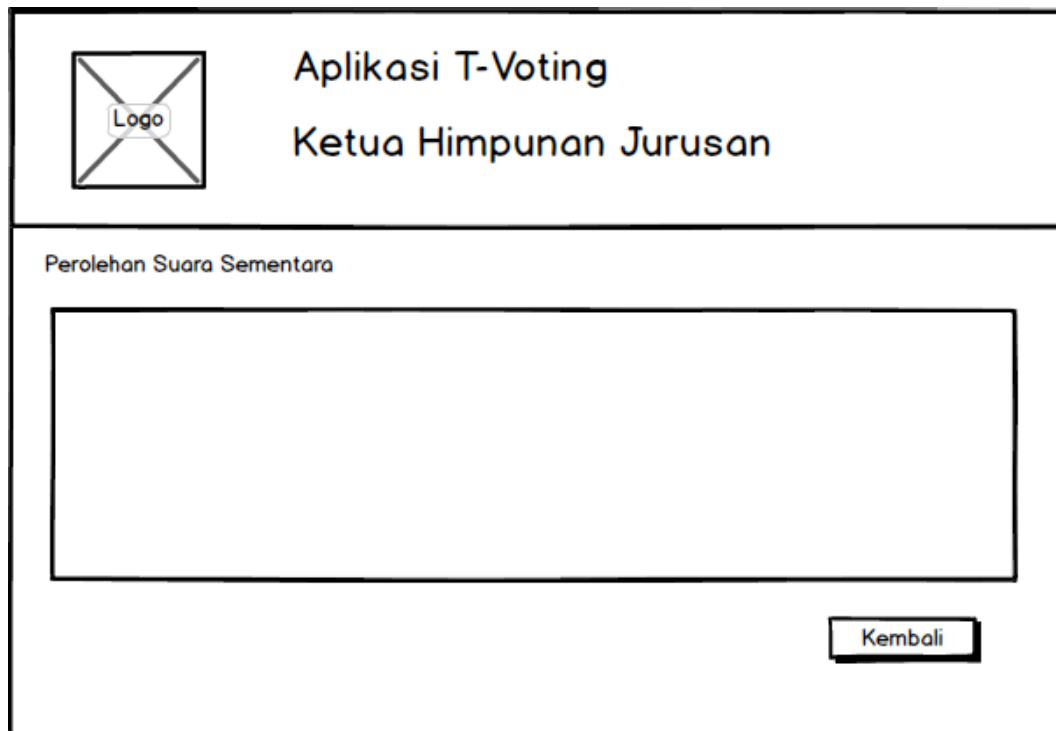 Aplikasi T-Voting
Logo
Ketua Himpunan Jurusan
Perolehan Suara Sementara
Kembali